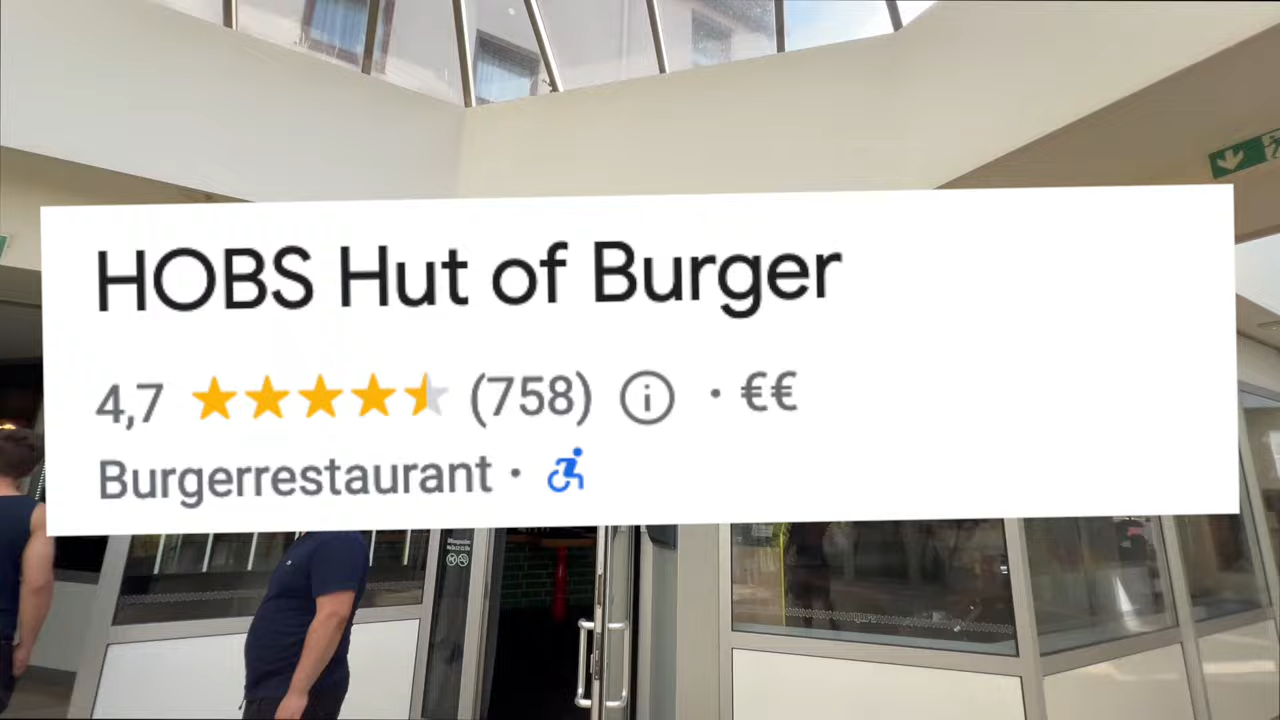 HOBS Hut of Burger
4,7 (758) · €€
Burgerrestaurant ·